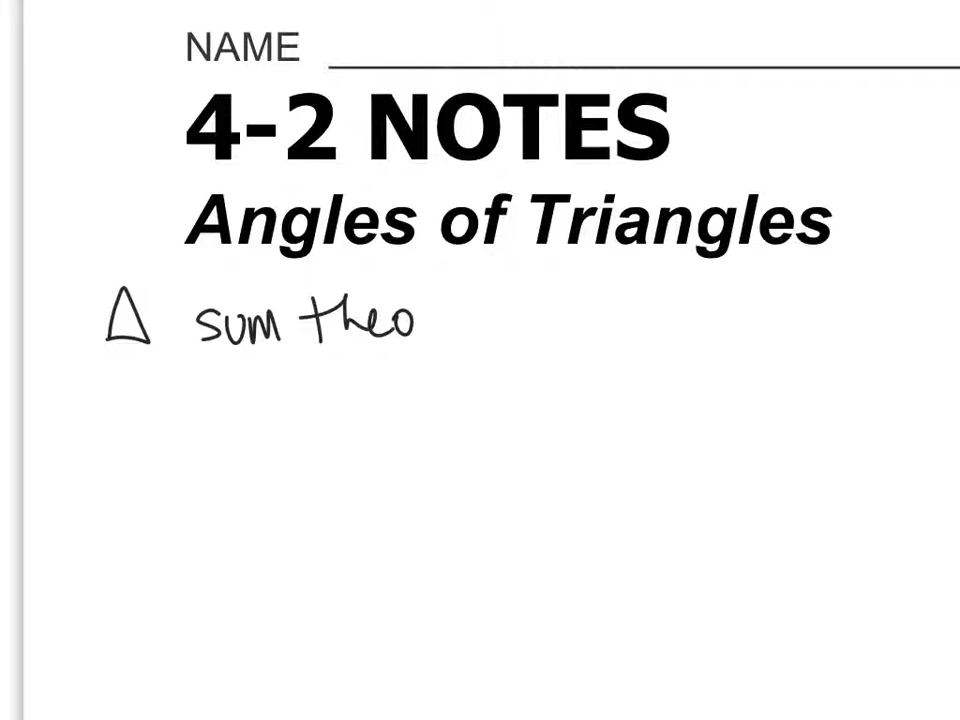 NAME
4-2 NOTES
Angles of Triangles
△ sum theo